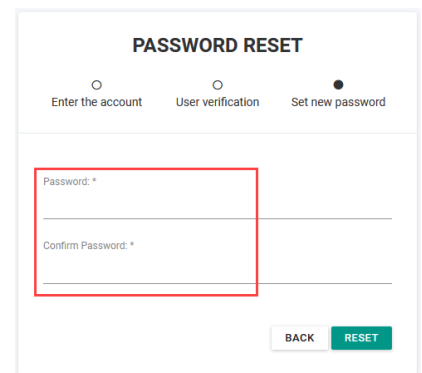 PASSWORD RESET
Enter the account User verification Set new password
Password: *
Confirm Password: *
BACK RESET